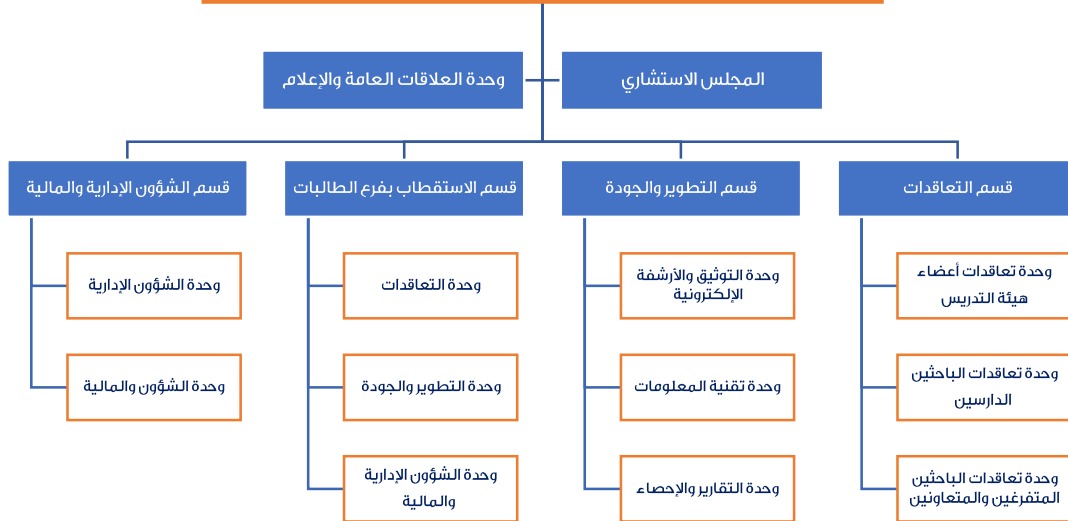 المجلس الاستشاري
وحدة العلاقات العامة والإعلام
قسم التعاقدات
قسم التطوير والجودة
قسم الاستقطاب بفرع الطالبات
قسم الشؤون الإدارية والمالية
وحدة تعاقدات أعضاء
هيئة التدريس
وحدة التوثيق والأرشفة
الإلكترونية
وحدة التعاقدات
وحدة الشؤون الإدارية
وحدة تعاقدات الباحثين
الدارسين
وحدة تقنية المعلومات
وحدة التطوير والجودة
وحدة الشؤون والمالية
وحدة تعاقدات الباحثين
المتفرغين والمتعاونين
وحدة التقارير والإحصاء
وحدة الشؤون الإدارية
والمالية